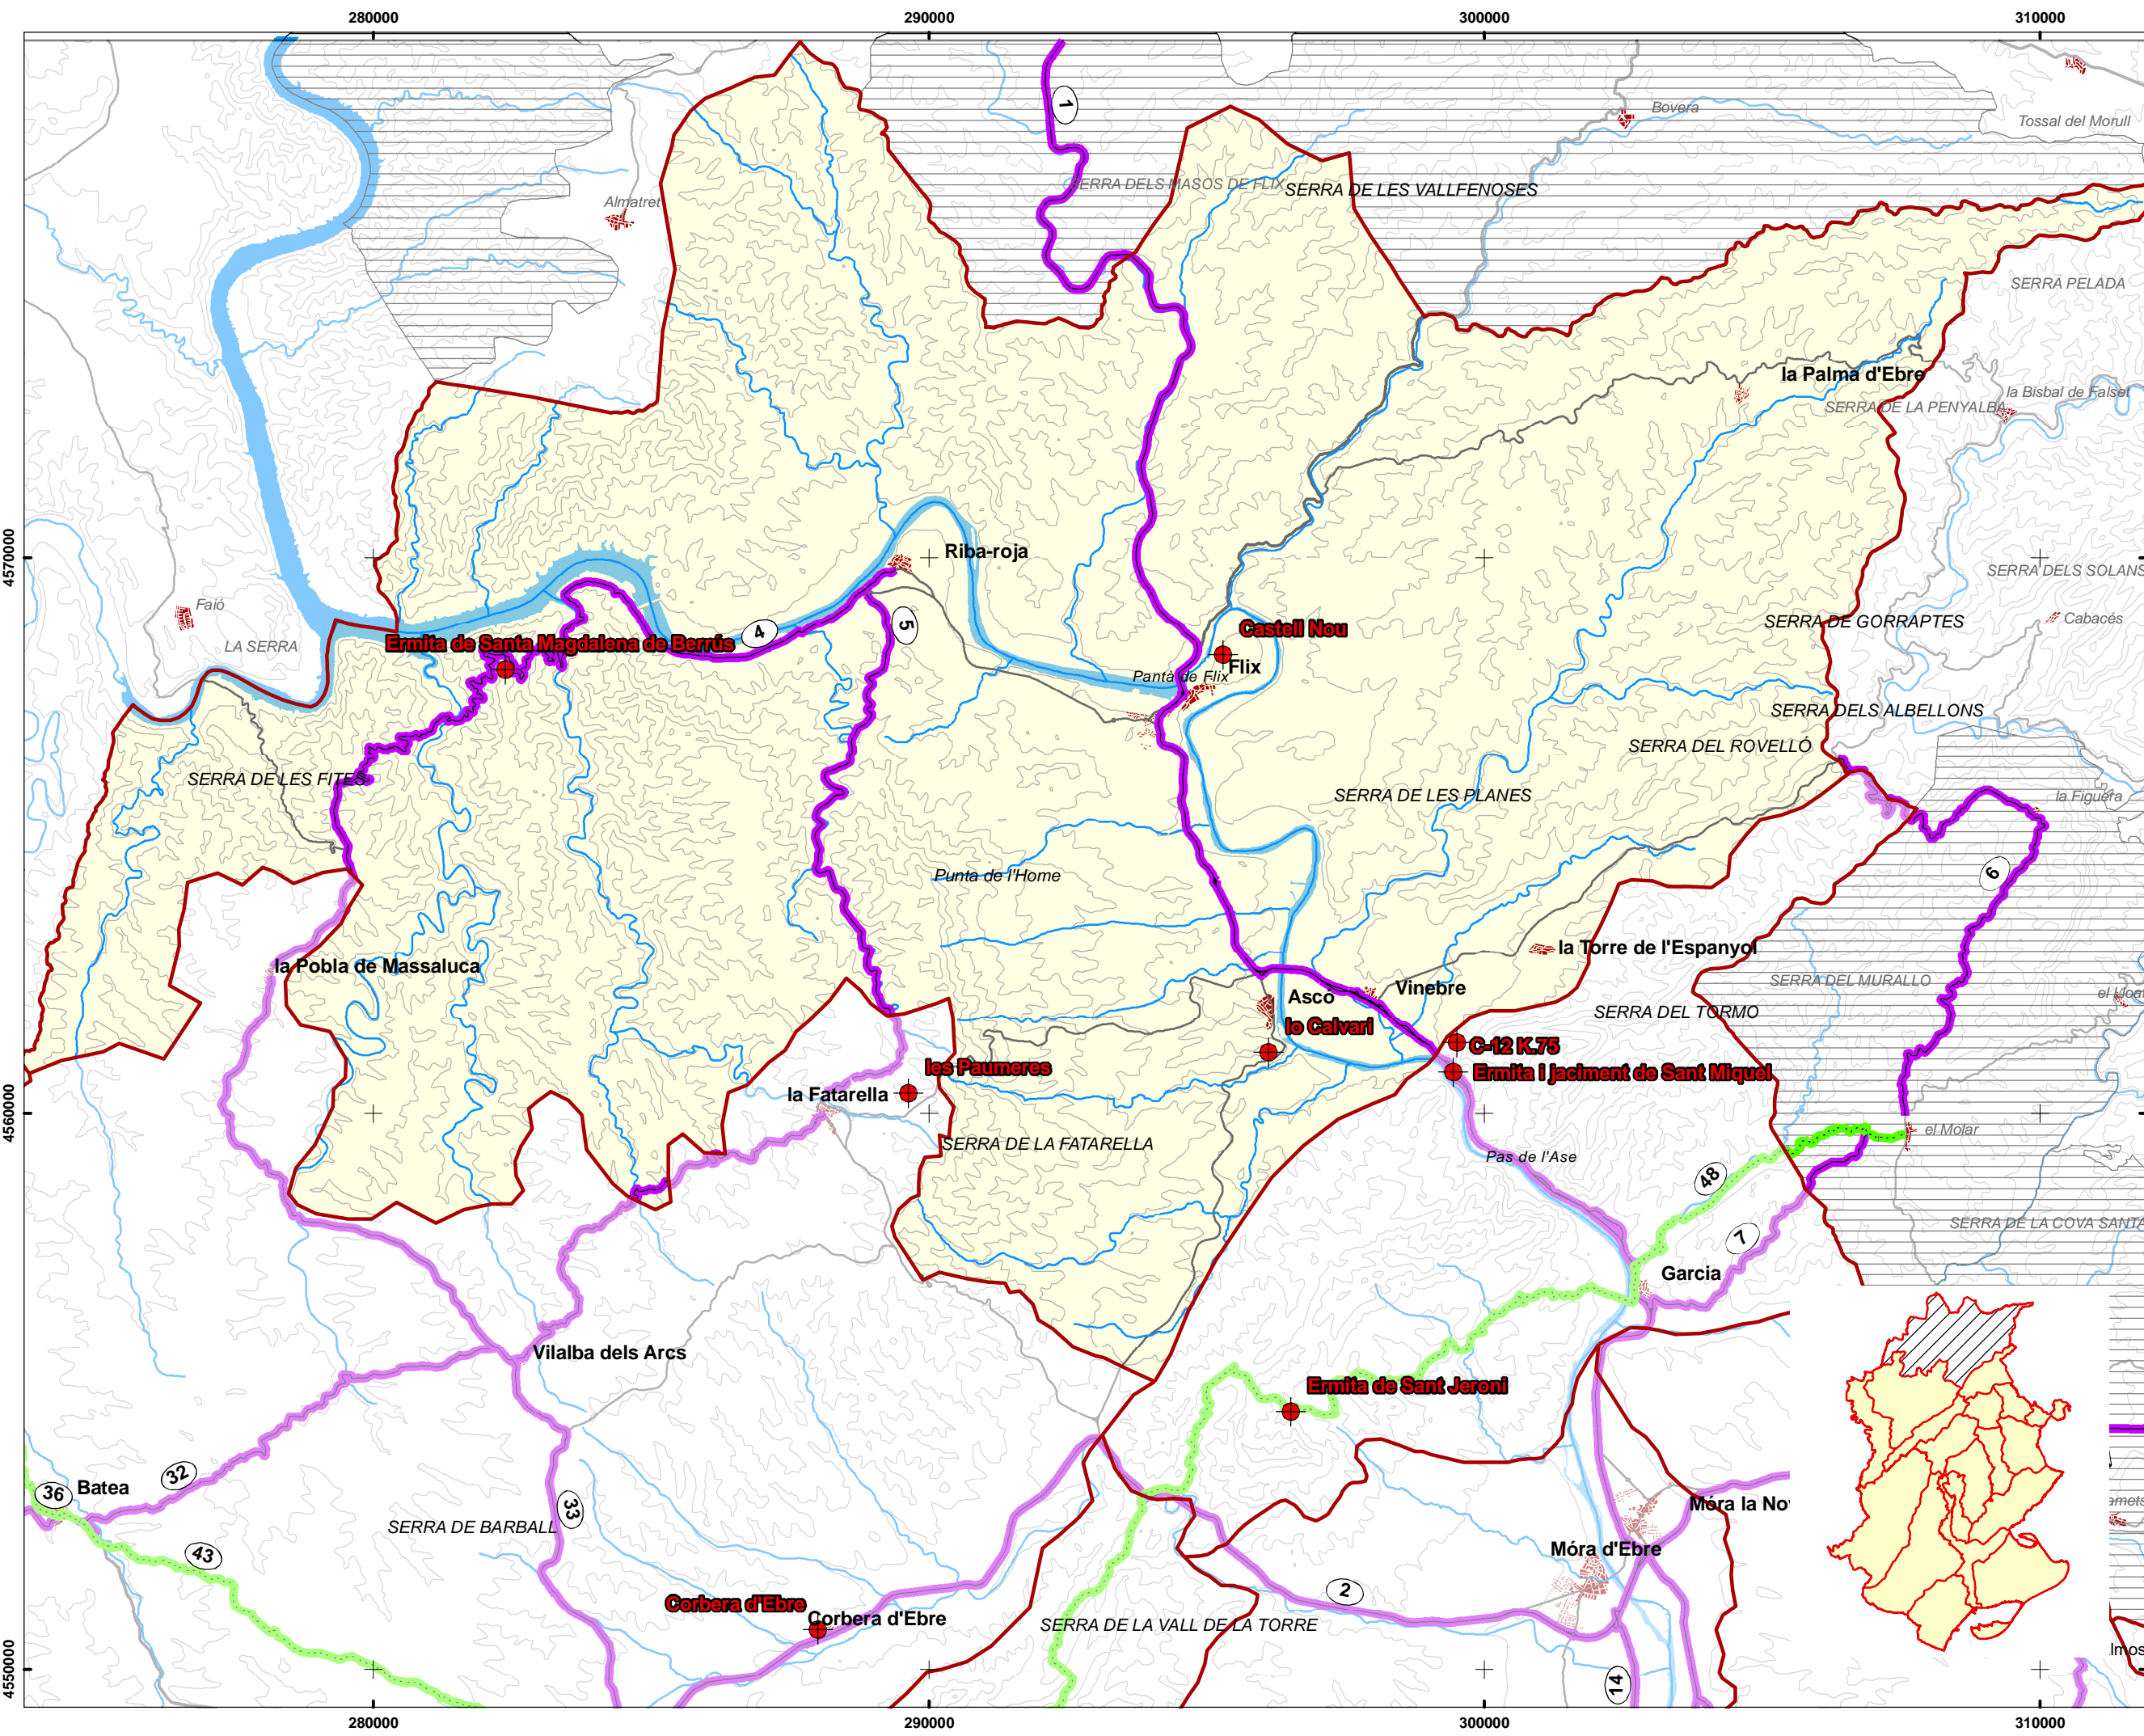 280000
290000
300000
310000
1
Bovera
Tossal del Morull
SERRA DELS MASOS DE FLIX
SERRA DE LES VALLFENOSES
Almatret
SERRA PELADA
la Palma d'Ebre
la Bisbal de Falset
SERRA DE LA PENYALBA
4570000
Riba-roja
SERRA DELS SOLANS
Faió
Cabacés
SERRA DE GORRAPTES
4
5
Castell Nou
LA SERRA
Ermita de Santa Magdalena de Berrús
Flix
Pantà de Flix
SERRA DELS ALBELLONS
SERRA DEL ROVELLÓ
SERRA DE LES FITES
SERRA DE LES PLANES
la Figuera
Punta de l'Home
6
la Torre de l'Espanyol
la Pobla de Massaluca
SERRA DEL MURALLO
Vinebre
Ascó
SERRA DEL TORMO
lo Calvari
C-12 K.75
les Paumeres
Ermita i jaciment de Sant Miquel
la Fatarella
4560000
el Molar
SERRA DE LA FATARELLA
Pas de l'Ase
48
SERRA DE LA COVA SANTA
7
Garcia
Vilalba dels Arcs
Ermita de Sant Jeroni
32
36
Batea
33
Móra la No
SERRA DE BARBALL
43
Móra d'Ebre
2
Corbera d'Ebre
Corbera d'Ebre
SERRA DE LA VALL DE LA TORRE
4550000
14
280000
290000
300000
310000